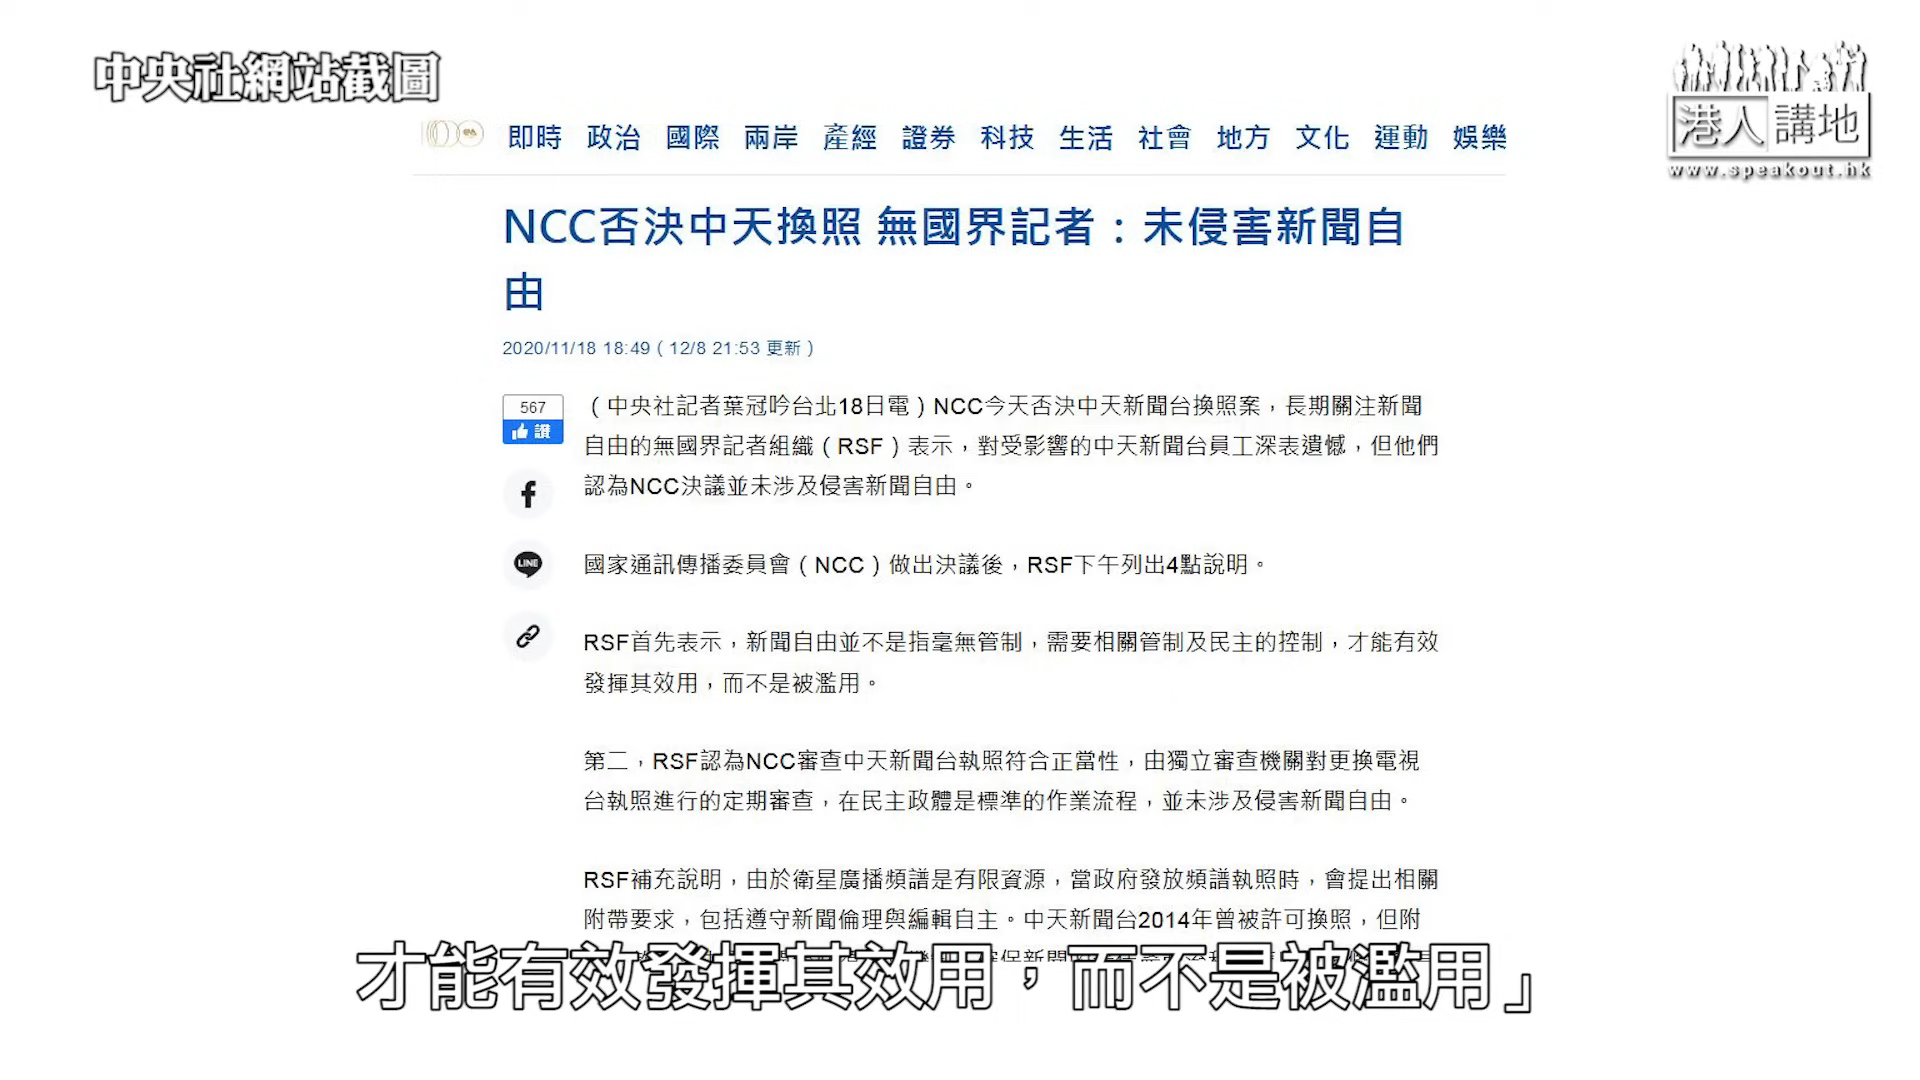 中央社網站截圖
港人講地
www.speakout.hk
即時 政治 國際 兩岸 產經 證券 科技 生活 社會 地方 文化 運動 娛樂
NCC否決中天換照 無國界記者：未侵害新聞自
由
2020/11/18 18:49（12/8 21:53 更新）
567
讚
（中央社記者葉冠吟台北18日電）NCC今天否決中天新聞台換照案，長期關注新聞
自由的無國界記者組織（RSF）表示，對受影響的中天新聞台員工深表遺憾，但他們
認為NCC決議並未涉及侵害新聞自由。
LINE
國家通訊傳播委員會（NCC）做出決議後，RSF下午列出4點說明。
RSF首先表示，新聞自由並不是指毫無管制，需要相關管制及民主的控制，才能有效
發揮其效用，而不是被濫用。
第二，RSF認為NCC審查中天新聞台執照符合正當性，由獨立審查機關對更換電視
台執照進行的定期審查，在民主政體是標準的作業流程，並未涉及侵害新聞自由。
RSF補充說明，由於衛星廣播頻譜是有限資源，當政府發放頻譜執照時，會提出相關
附帶要求，包括遵守新聞倫理與編輯自主。中天新聞台2014年曾被許可換照，但附
才能有效發揮其效用，而不是被濫用」